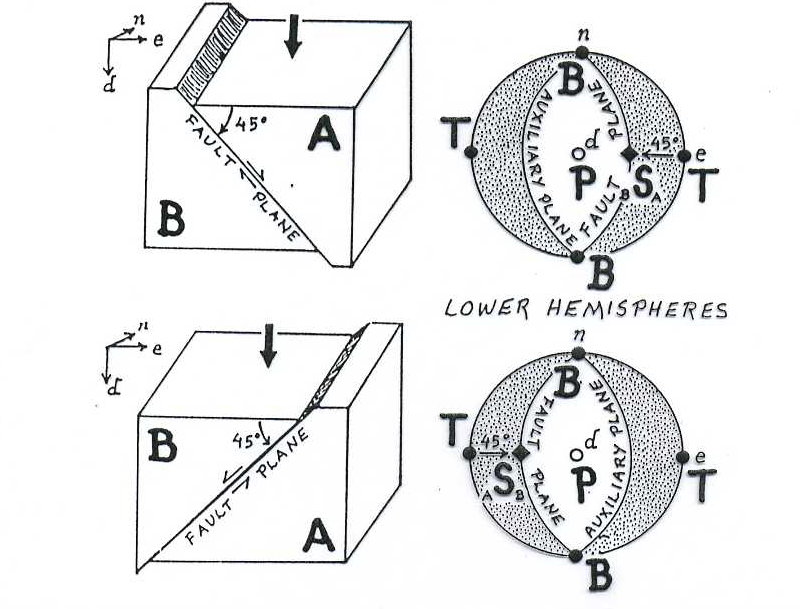 n
e
d
45°
A
FAULT PLANE
B
n
B
AUXILIARY PLANE
PLANE
T
d
45°
e
P
S
B
A
T
FAULT
B
LOWER HEMISPHERES
n
e
d
B
45°
FAULT PLANE
A
n
B
FAULT PLANE
AUXILIARY PLANE
T
45°
d
e
S
A
B
P
T
B